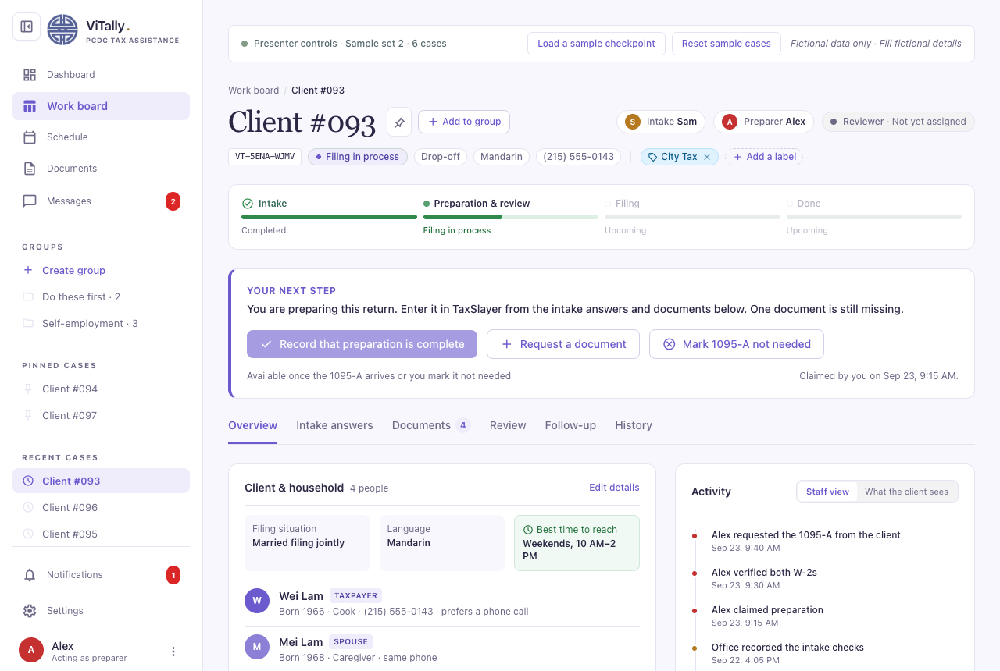 ViTally.
PCDC TAX ASSISTANCE
Dashboard
Work board
Schedule
Documents
Messages 2
GROUPS
Create group
Do these first · 2
Self-employment · 3
PINNED CASES
Client #094
Client #097
RECENT CASES
Client #093
Client #096
Client #095
Notifications 1
Settings
A Alex
Acting as preparer
Presenter controls · Sample set 2 · 6 cases
Load a sample checkpoint
Reset sample cases
Fictional data only · Fill fictional details
Work board / Client #093
Client #093
Add to group
S Intake Sam
A Preparer Alex
Reviewer · Not yet assigned
VT-5ENA-WJMV
Filing in process
Drop-off
Mandarin
(215) 555-0143
City Tax
Add a label
Intake
Completed
Preparation & review
Filing in process
Filing
Upcoming
Done
Upcoming
YOUR NEXT STEP
You are preparing this return. Enter it in TaxSlayer from the intake answers and documents below. One document is still missing.
Record that preparation is complete
Request a document
Mark 1095-A not needed
Available once the 1095-A arrives or you mark it not needed
Claimed by you on Sep 23, 9:15 AM.
Overview
Intake answers
Documents 4
Review
Follow-up
History
Client & household 4 people
Edit details
Filing situation
Married filing jointly
Language
Mandarin
Best time to reach
Weekends, 10 AM–2
PM
W Wei Lam TAXPAYER
Born 1966 · Cook · (215) 555-0143 · prefers a phone call
M Mei Lam SPOUSE
Born 1968 · Caregiver · same phone
Activity
Staff view
What the client sees
Alex requested the 1095-A from the client
Sep 23, 9:40 AM
Alex verified both W-2s
Sep 23, 9:30 AM
Alex claimed preparation
Sep 23, 9:15 AM
Office recorded the intake checks
Sep 22, 4:05 PM